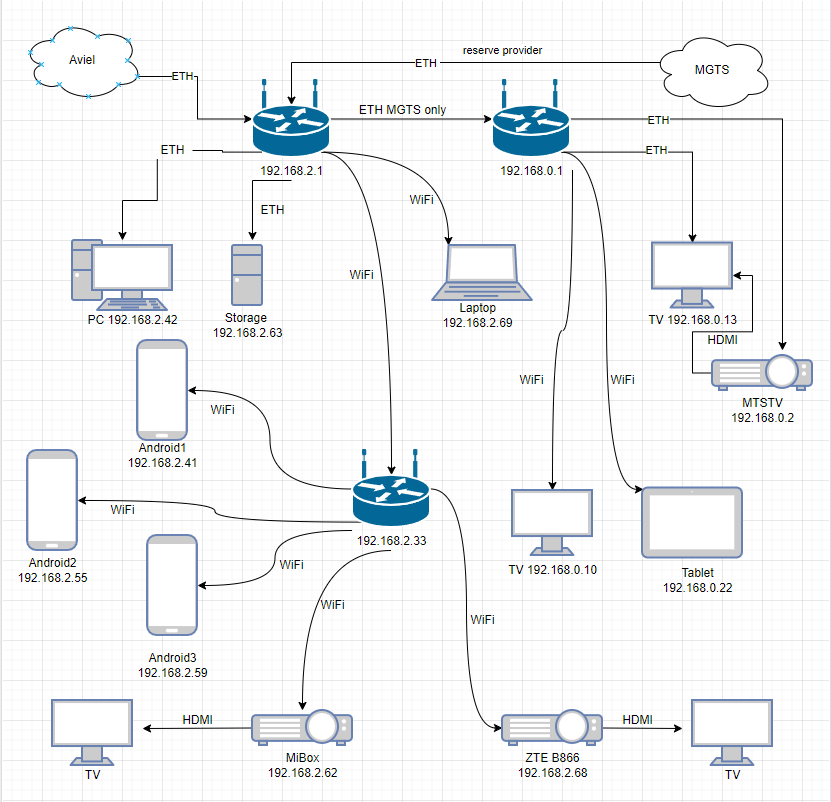 reserve provider
Aviel
ETH
MGTS
ETH
ETH MGTS only
ETH
ETH
ETH
192.168.2.1
192.168.0.1
WiFi
ETH
WiFi
PC 192.168.2.42
Storage
192.168.2.63
Laptop
192.168.2.69
TV 192.168.0.13
HDMI
WiFi
WiFi
MTSTV
192.168.0.2
WiFi
Android1
192.168.2.41
WiFi
192.168.2.33
Android2
192.168.2.55
WiFi
TV 192.168.0.10
Tablet
192.168.0.22
WiFi
WiFi
Android3
192.168.2.59
HDMI
HDMI
MiBox
192.168.2.62
ZTE B866
192.168.2.68
TV
TV